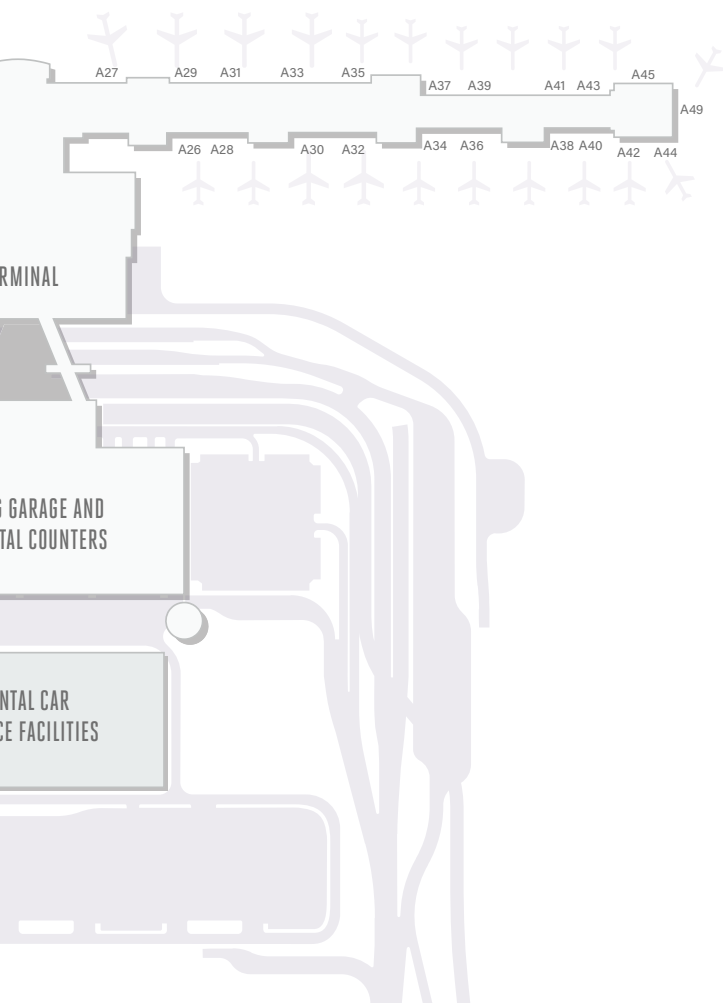 A27 A29 A31 A33 A35 A37 A39 A41 A43 A45
A49
A26 A28 A30 A32 A34 A36 A38 A40 A42 A44
RMINAL
GARAGE AND
TAL COUNTERS
NTAL CAR
CE FACILITIES